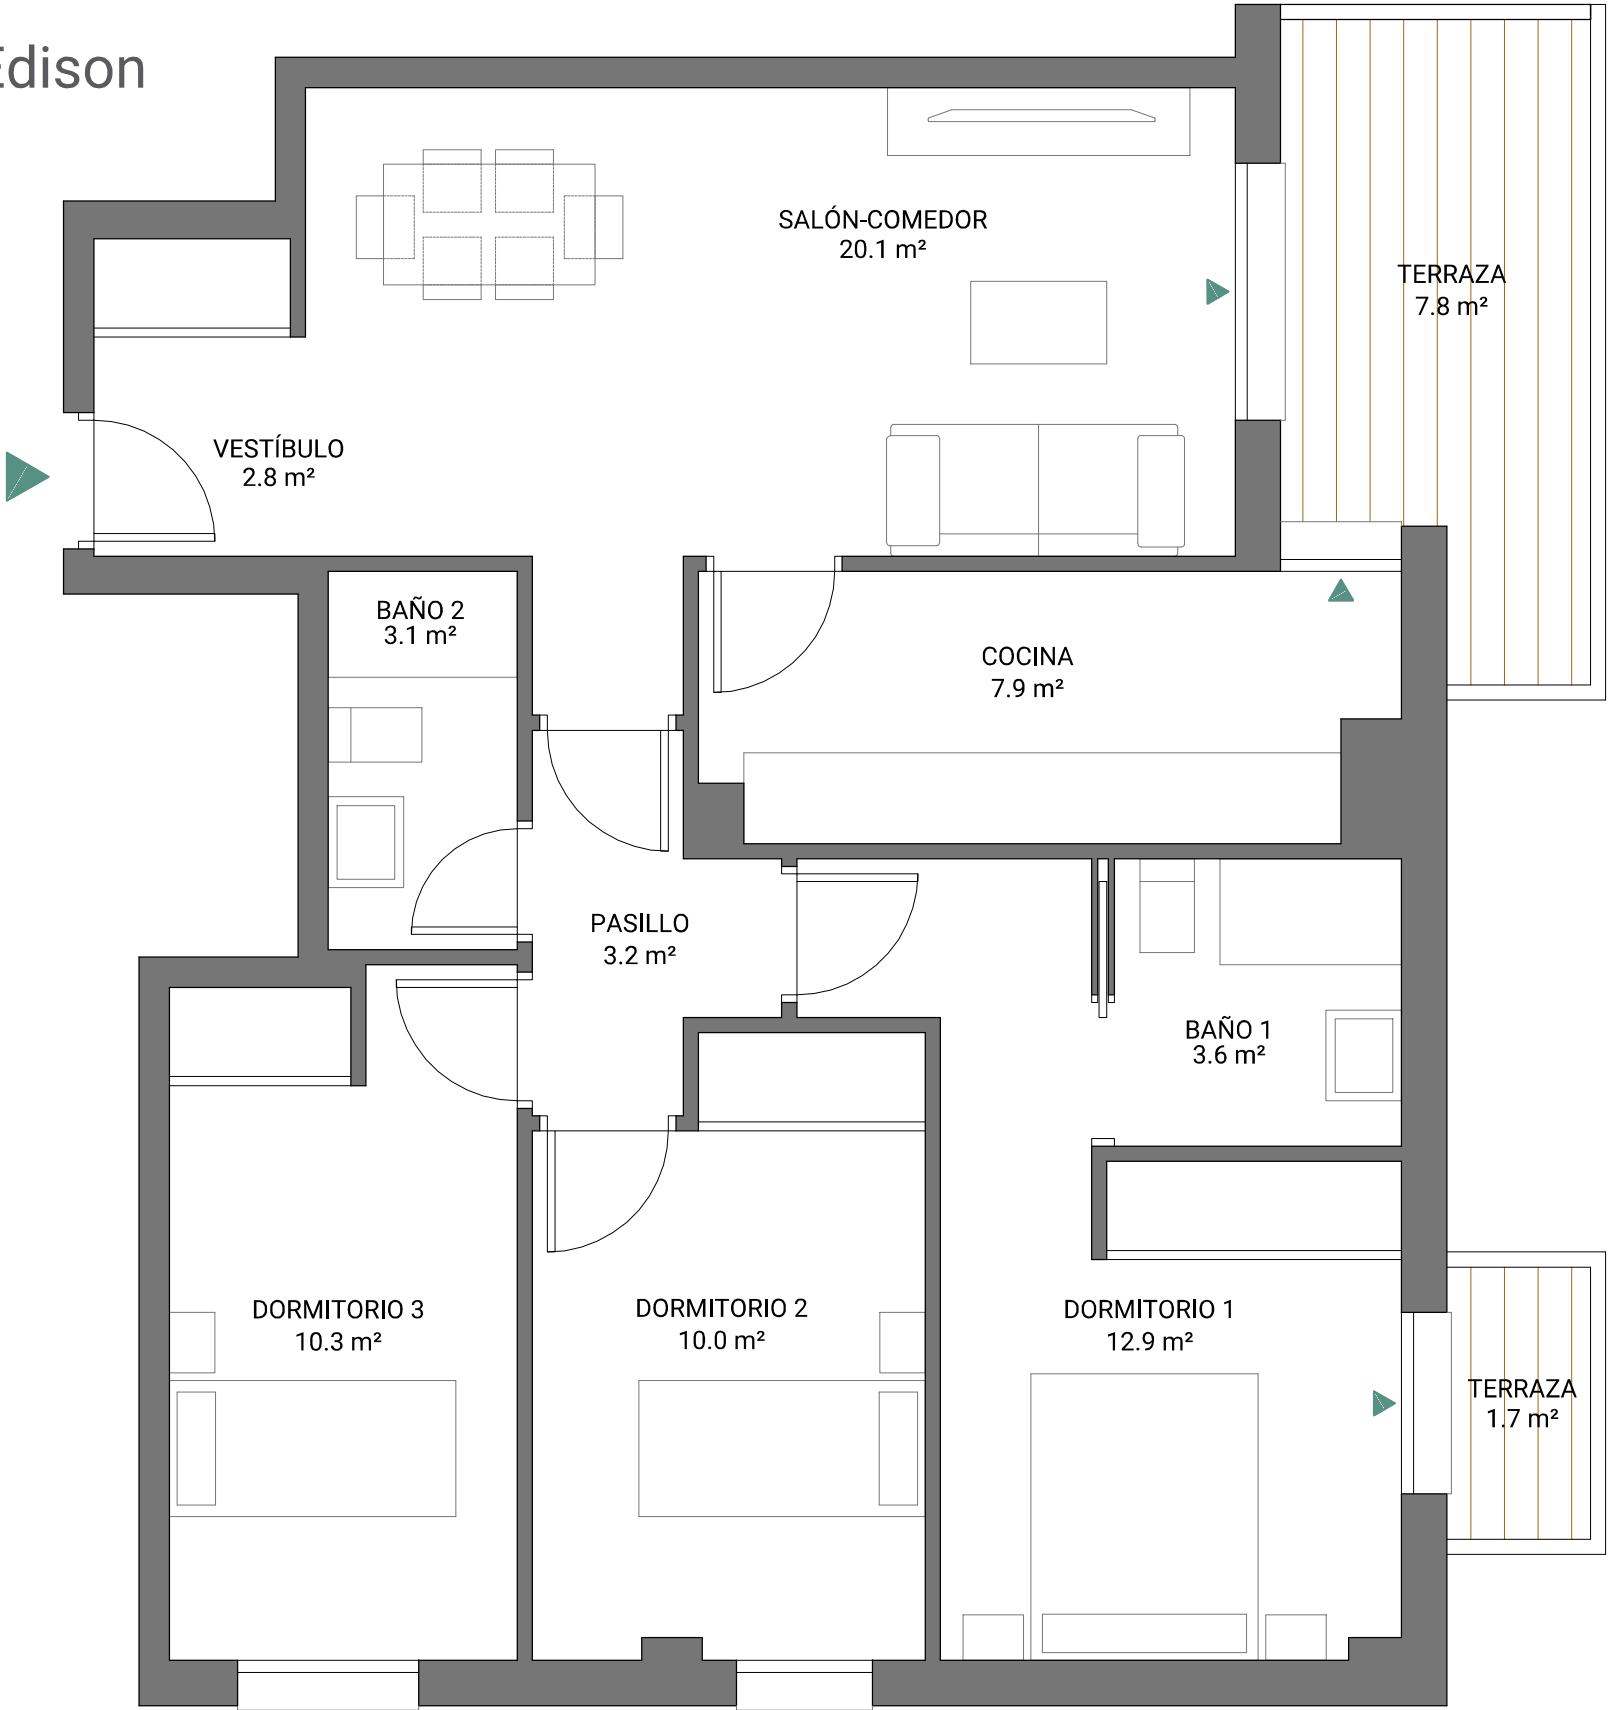 Edison
SALÓN-COMEDOR
20.1 m²
TERRAZA
7.8 m²
VESTÍBULO
2.8 m²
BAÑO 2
3.1 m²
COCINA
7.9 m²
PASILLO
3.2 m²
BAÑO 1
3.6 m²
DORMITORIO 3
10.3 m²
DORMITORIO 2
10.0 m²
DORMITORIO 1
12.9 m²
TERRAZA
1.7 m²